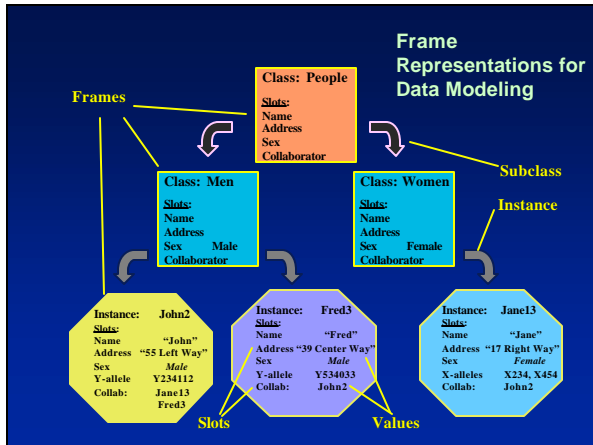 Frame
Representations for
Data Modeling
Class: People
Slots:
Name
Address
Sex
Collaborator
Frames
Class: Men
Slots:
Name
Address
Sex Male
Collaborator
Class: Women
Slots:
Name
Address
Sex Female
Collaborator
Subclass
Instance
Instance: John2
Slots:
Name “John”
Address “55 Left Way”
Sex Male
Y-allele Y234112
Collab: Jane13
Fred3
Instance: Fred3
Slots:
Name “Fred”
Address “39 Center Way”
Sex Male
Y-allele Y534033
Collab: John2
Instance: Jane13
Slots:
Name “Jane”
Address “17 Right Way”
Sex Female
X-alleles X234, X454
Collab: John2
Slots
Values